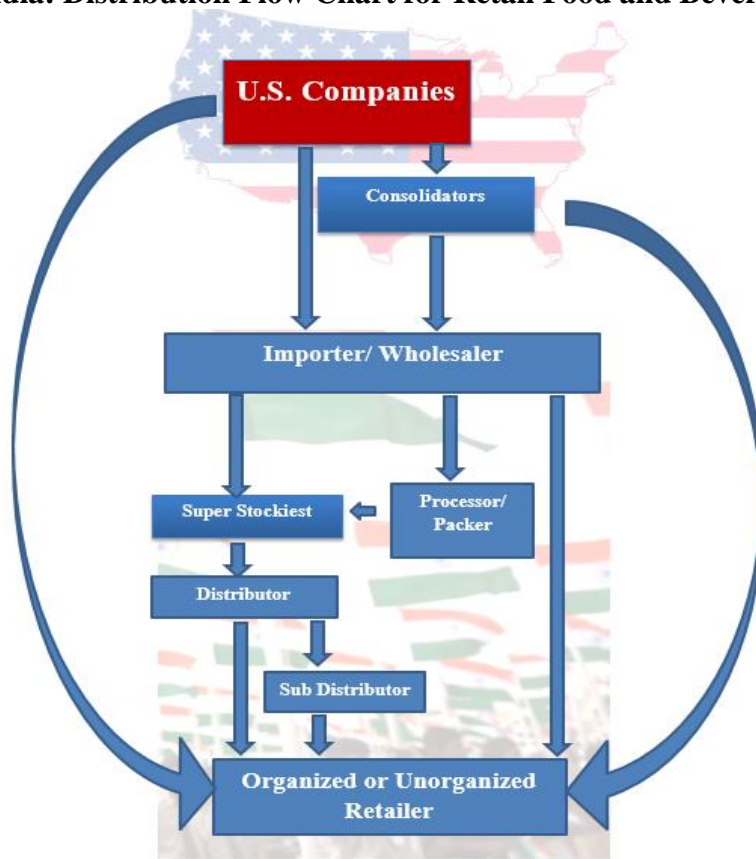 Distribution Flow Chart for Retail Food and
U.S. Companies
Consolidators
Importer/ Wholesaler
Super Stockiest
Processor/
Packer
Distributor
Sub Distributor
Organized or Unorganized
Retailer